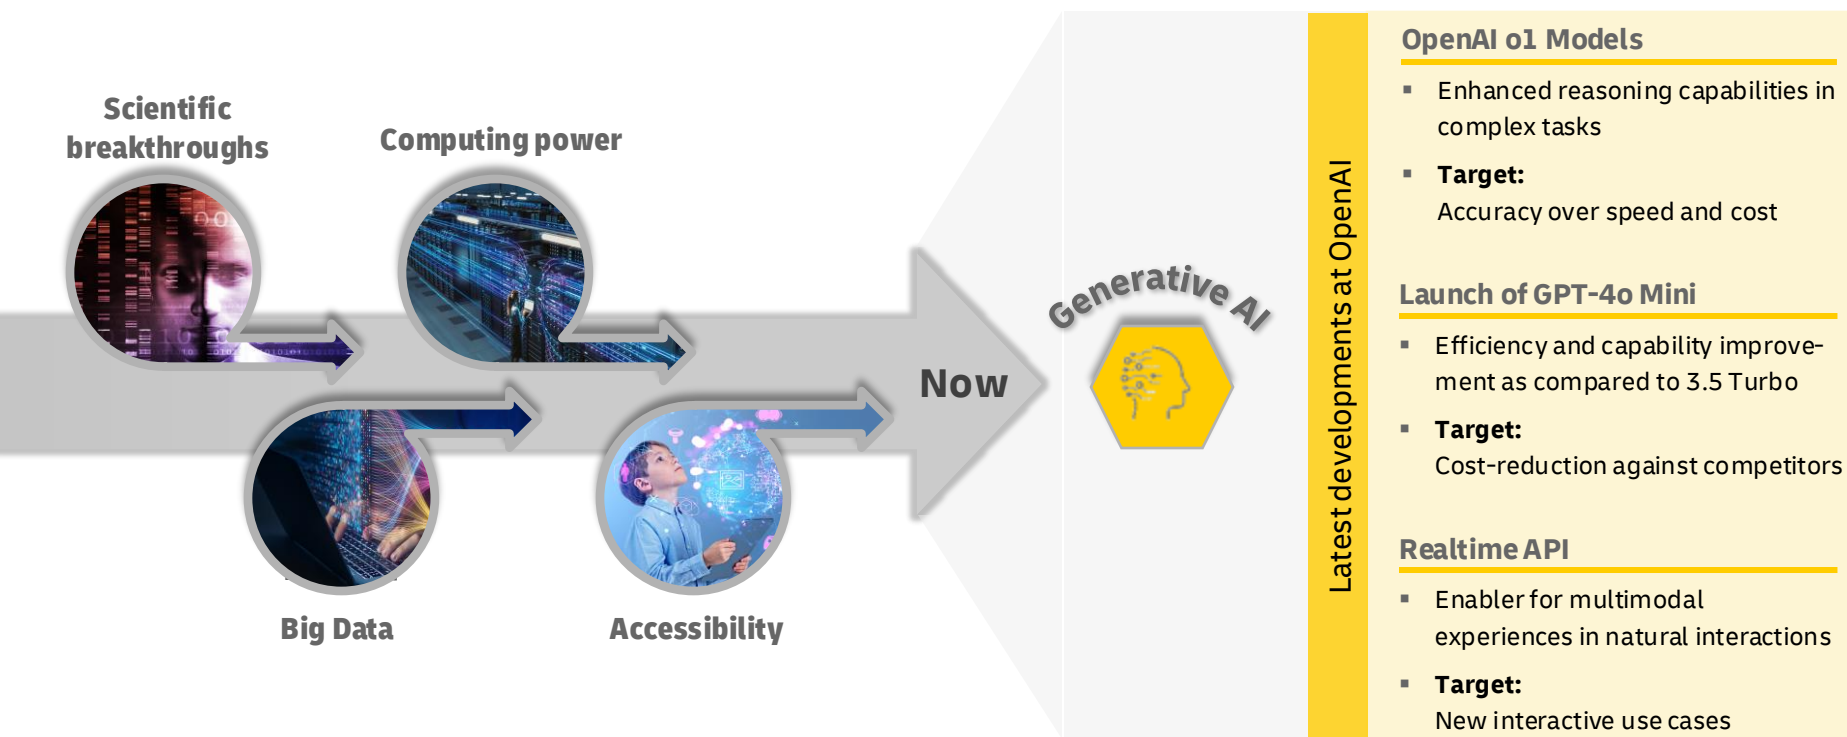 Scientific
breakthroughs
Computing power
Big Data
Accessibility
Now
Generative AI
Latest developments at OpenAI
OpenAI o1 Models
▪ Enhanced reasoning capabilities in
complex tasks
▪ Target:
Accuracy over speed and cost
Launch of GPT-4o Mini
▪ Efficiency and capability improve-
ment as compared to 3.5 Turbo
▪ Target:
Cost-reduction against competitors
Realtime API
▪ Enabler for multimodal
experiences in natural interactions
▪ Target:
New interactive use cases